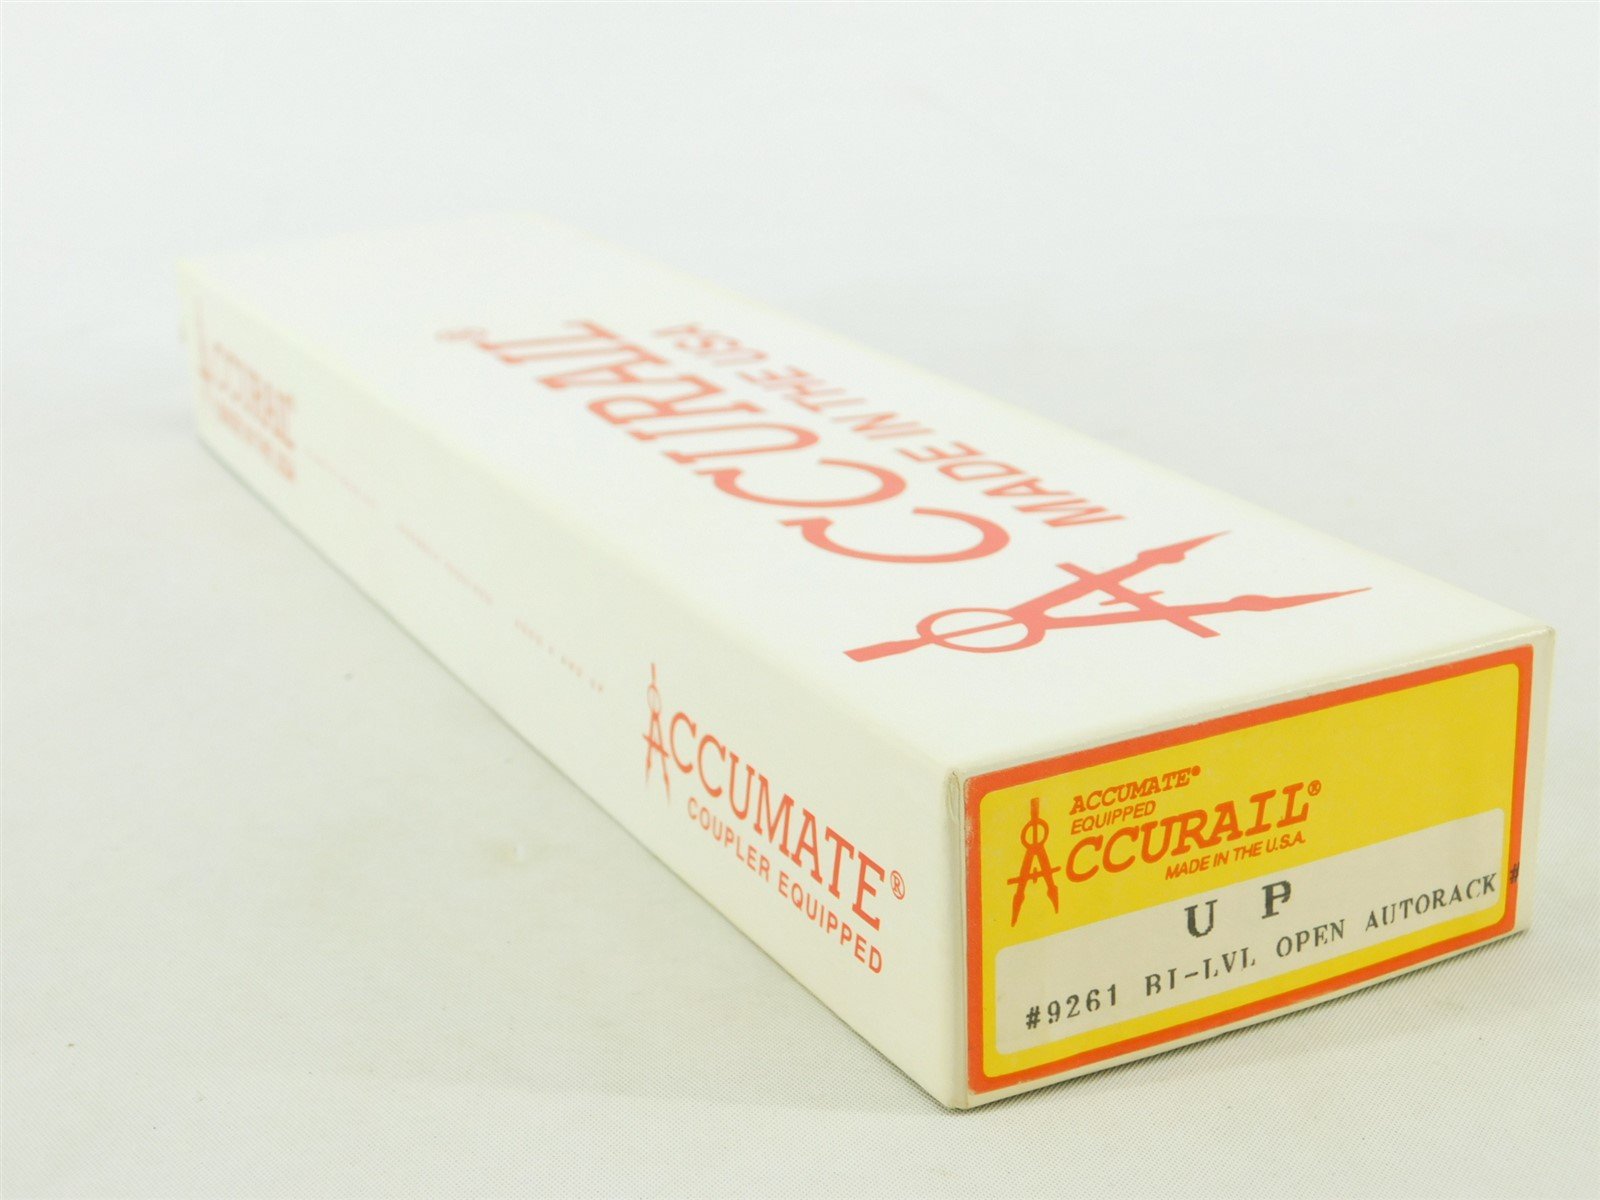 ACCURAIL®
MADE IN THE USA
ACCURAIL
ACCUMATE®
COUPLER EQUIPPED
ACCUMATE®
EQUIPPED
ACCURAIL®
MADE IN THE U.S.A.
U P
#9261 BI-LVL OPEN AUTORACK #